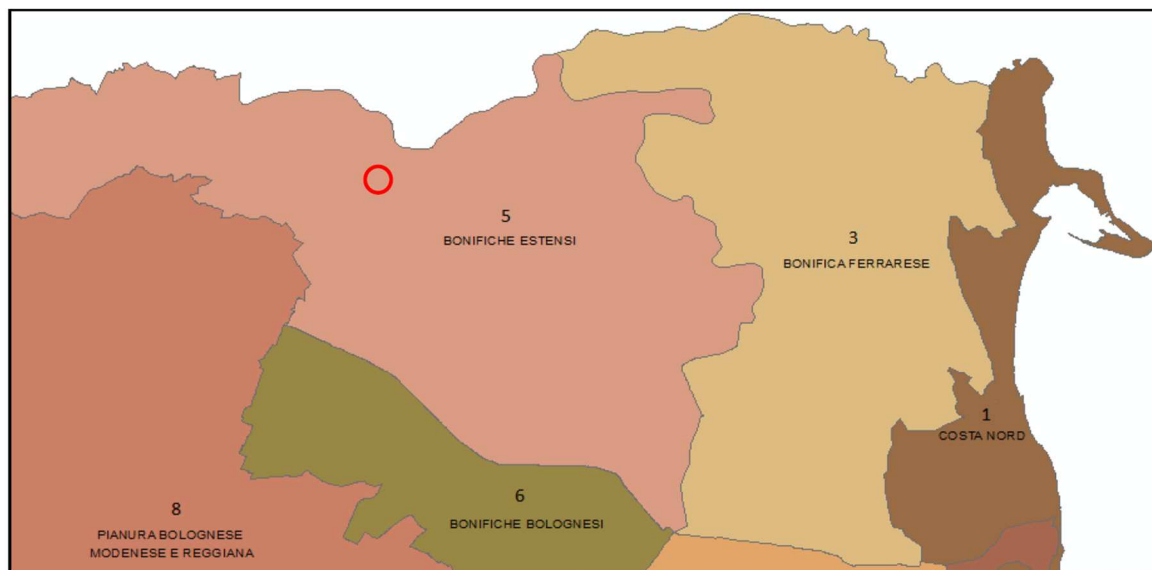 5
BONIFICHE ESTENSI
3
BONIFICA FERRARESE
1
COSTA NORD
6
BONIFICHE BOLOGNESI
8
PIANURA BOLOGNESE
MODENESE E REGGIANA